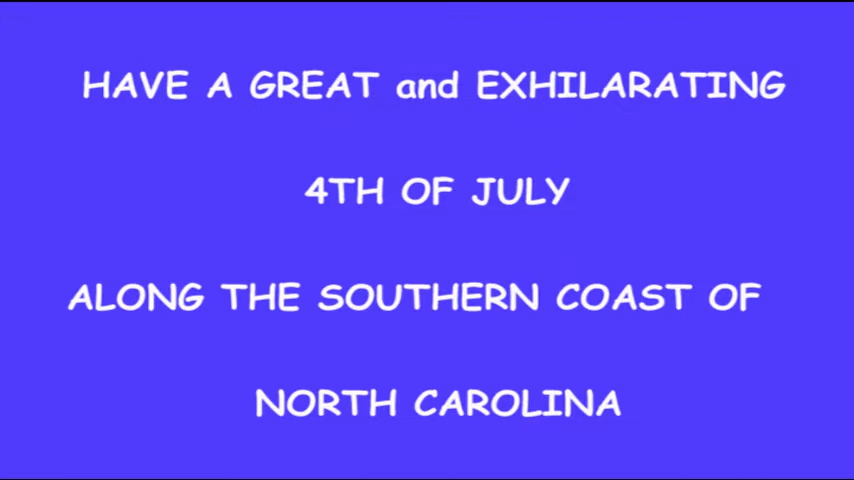 HAVE A GREAT and EXHILARATING
4TH OF JULY
ALONG THE SOUTHERN COAST OF
NORTH CAROLINA